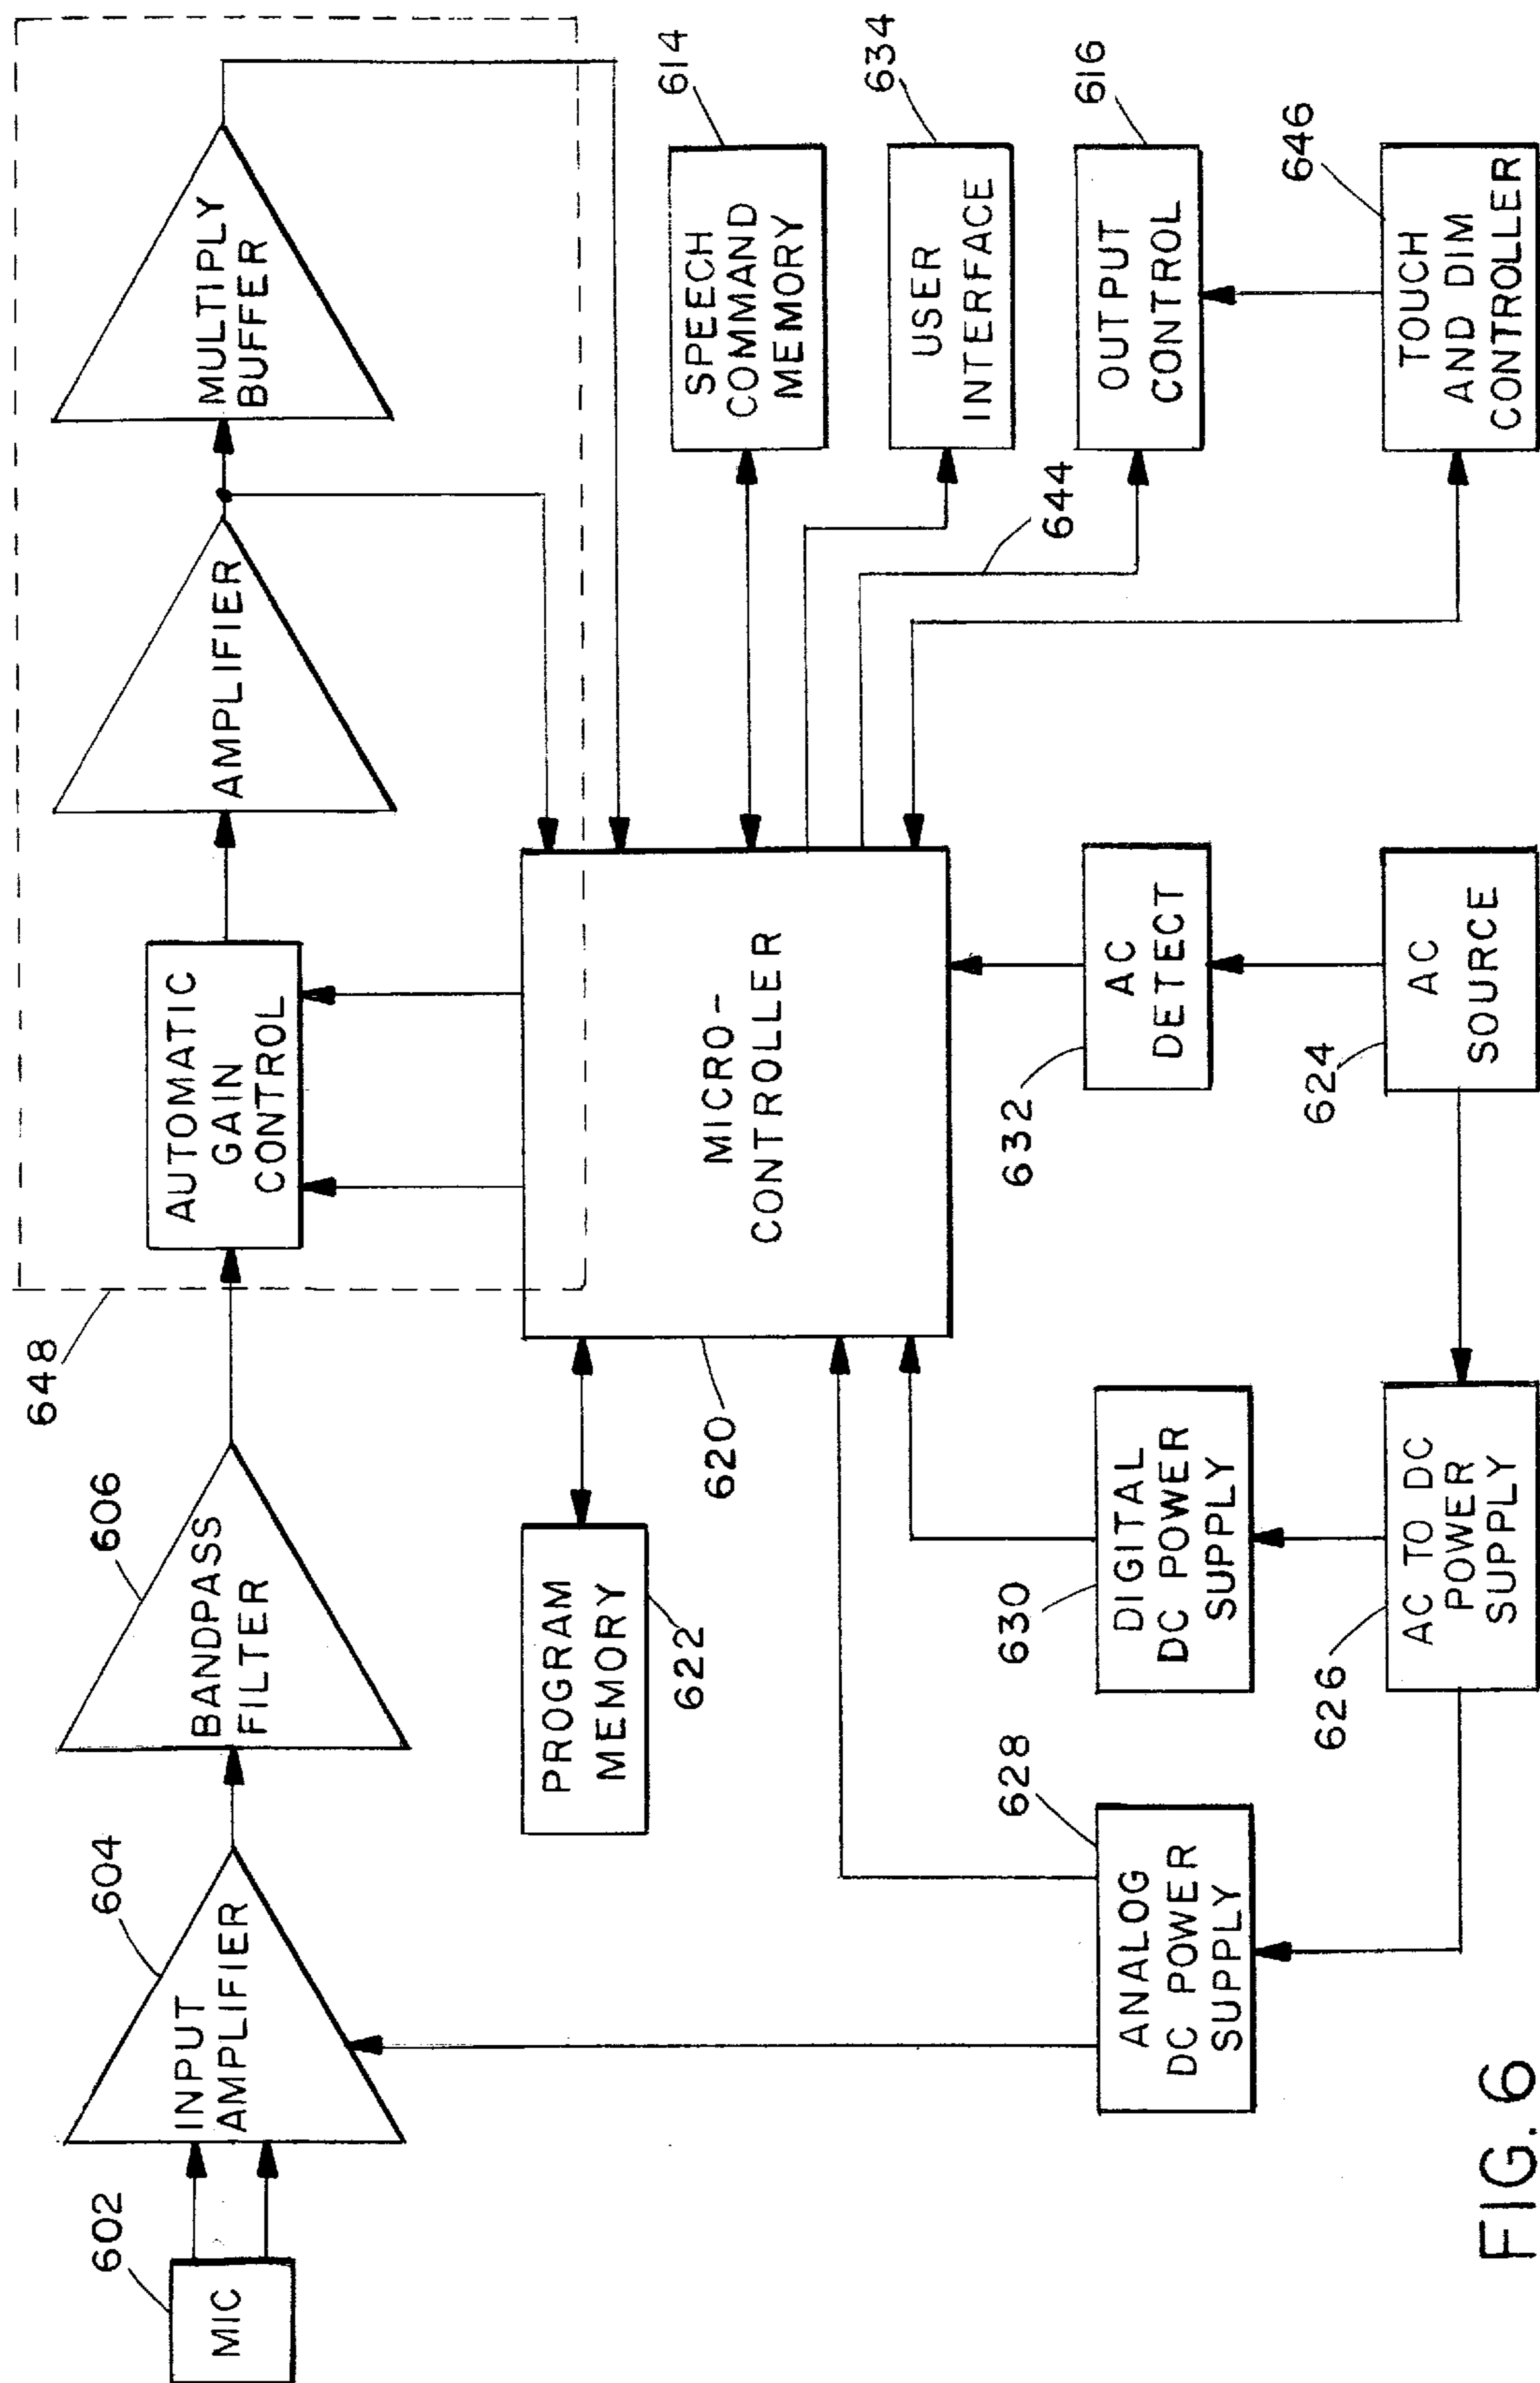 602
MIC
604
INPUT
AMPLIFIER
606
BANDPASS
FILTER
648
AUTOMATIC
GAIN
CONTROL
AMPLIFIER
MULTIPLY
BUFFER
PROGRAM
MEMORY
622
620
MICRO-
CONTROLLER
614
SPEECH
COMMAND
MEMORY
634
USER
INTERFACE
644
616
OUTPUT
CONTROL
646
TOUCH
AND DIM
CONTROLLER
628
ANALOG
DC POWER
SUPPLY
630
DIGITAL
DC POWER
SUPPLY
632
AC
DETECT
626
AC TO DC
POWER
SUPPLY
624
AC
SOURCE
FIG. 6